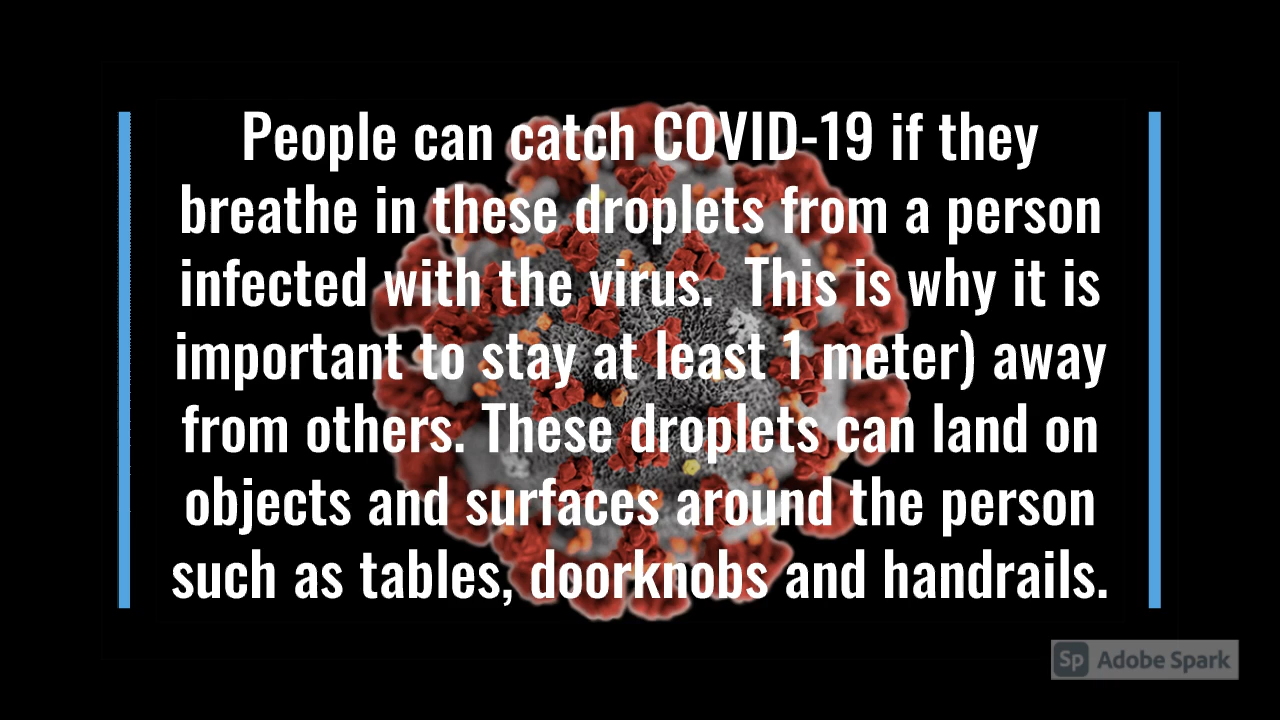 People can catch COVID-19 if they
breathe in these droplets from a person
infected with the virus.  This is why it is
important to stay at least 1 meter) away
from others. These droplets can land on
objects and surfaces around the person
such as tables, doorknobs and handrails.
Sp Adobe Spark